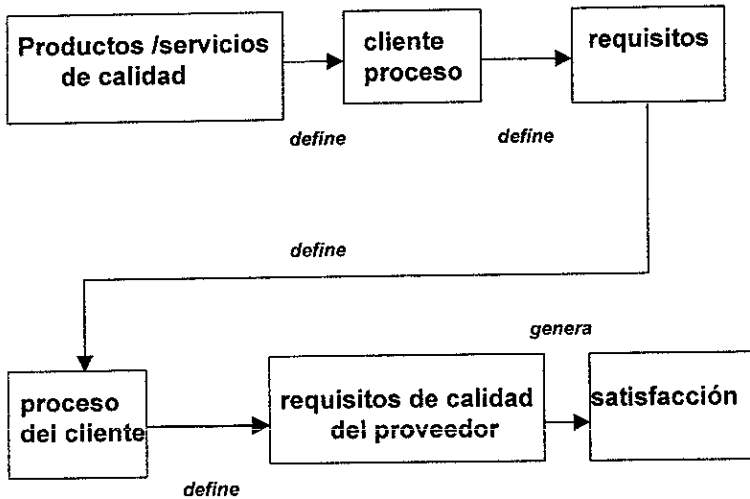 Productos /servicios
de calidad
cliente
proceso
requisitos
define
define
define
genera
proceso
del cliente
requisitos de calidad
del proveedor
satisfacción
define